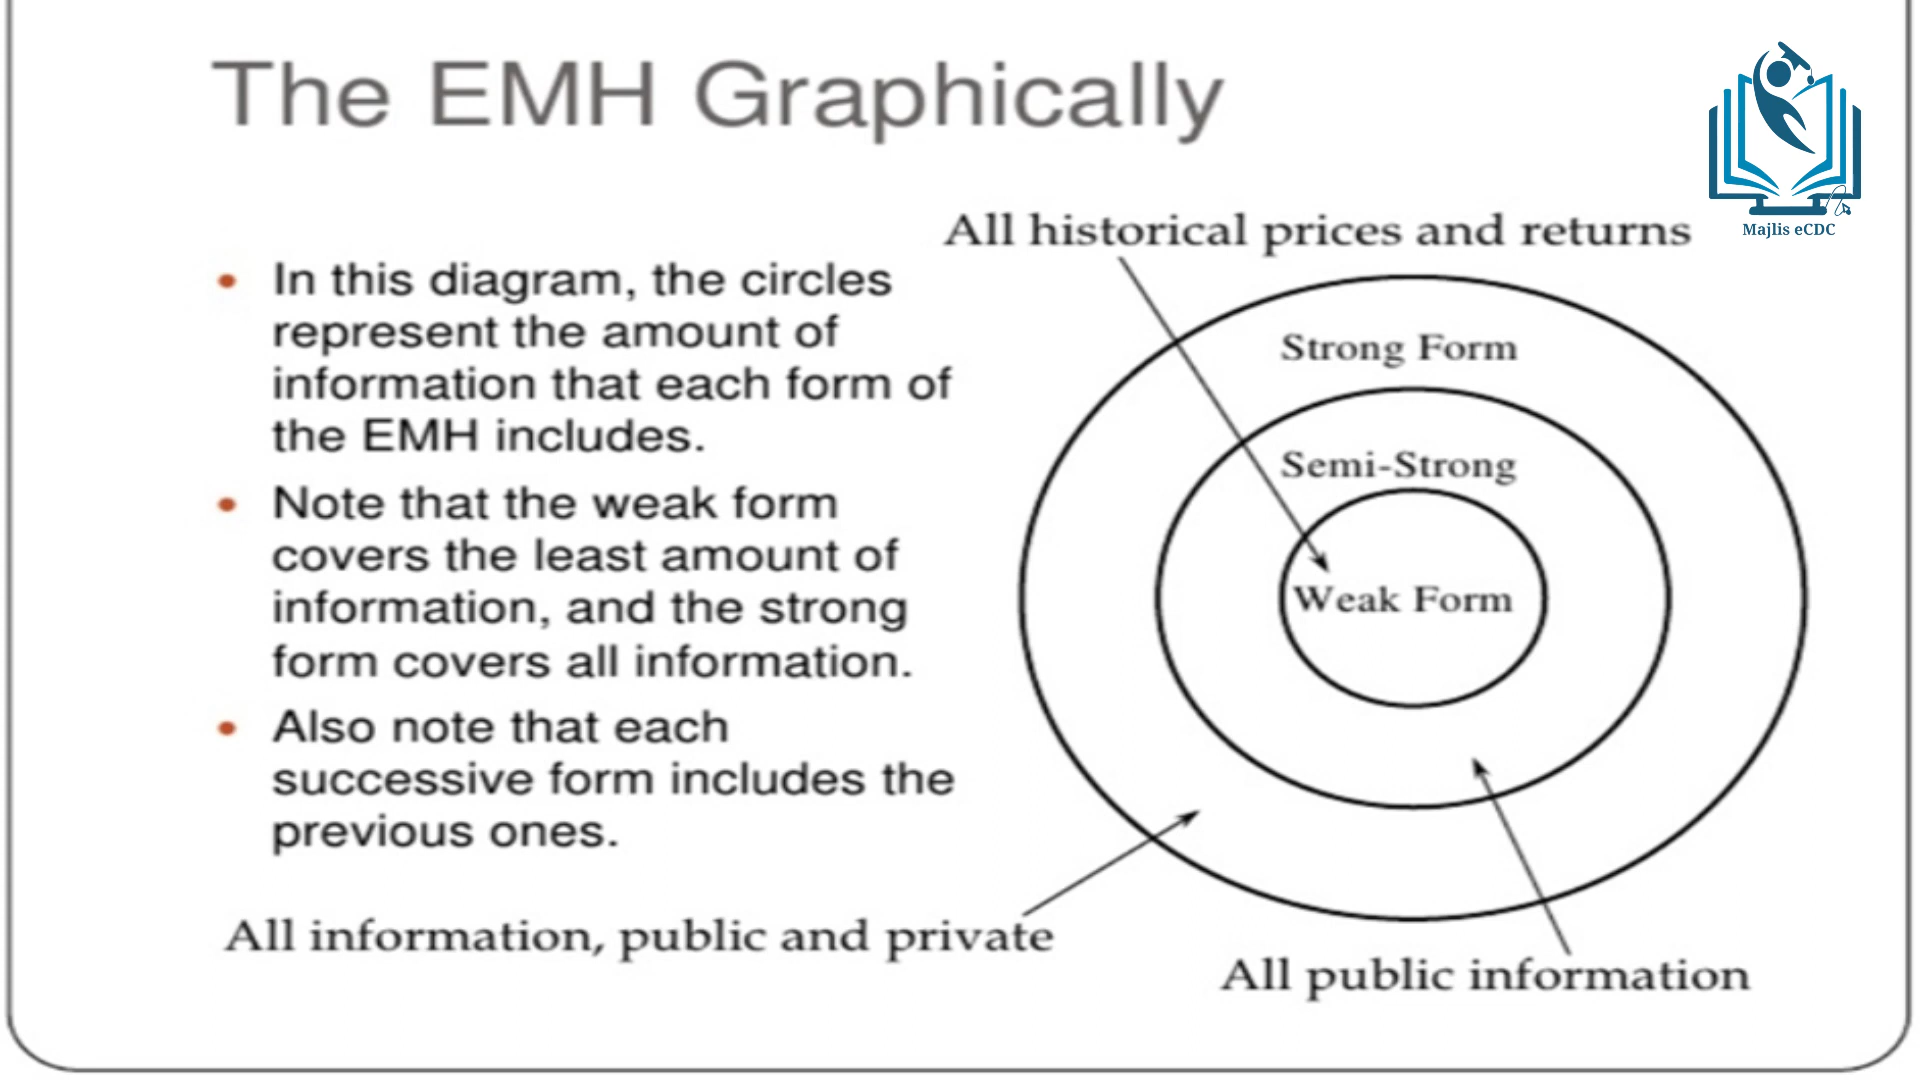 The EMH Graphically
Majlis eCDC
In this diagram, the circles
represent the amount of
information that each form of
the EMH includes.
Note that the weak form
covers the least amount of
information, and the strong
form covers all information.
Also note that each
successive form includes the
previous ones.
All historical prices and returns
Strong Form
Semi-Strong
Weak Form
All information, public and private
All public information